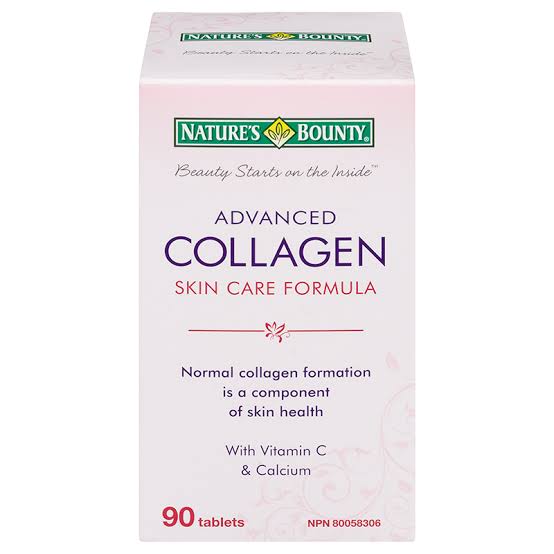 NATURE'S BOUNTY®
Beauty Starts on the Inside™
NATURE'S BOUNTY®
Beauty Starts on the Inside™
ADVANCED
COLLAGEN
SKIN CARE FORMULA
Normal collagen formation
is a component
of skin health
With Vitamin C
& Calcium
90 tablets
NPN 80058306